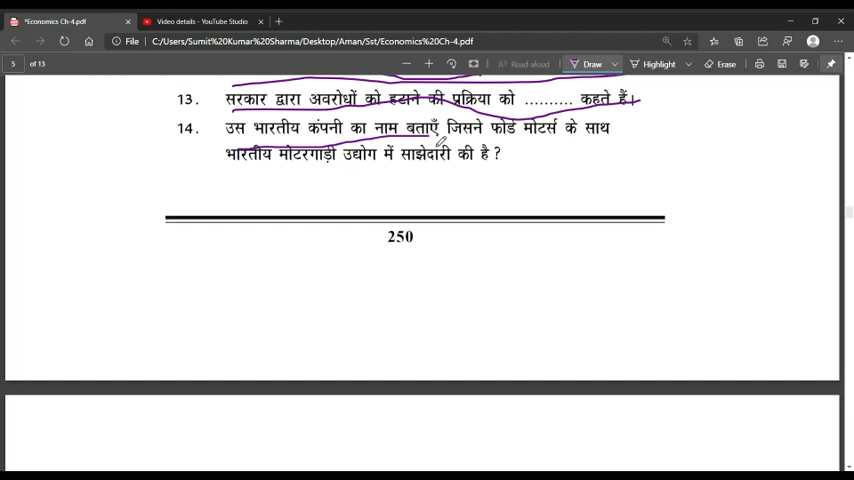 *Economics Ch-4.pdf
Video details - YouTube Studio
File
C:/Users/Sumit%20Kumar%20Sharma/Desktop/Aman/Sst/Economics%20Ch-4.pdf
5 of 13
Read aloud
Draw
Highlight
Erase
13. सरकार द्वारा अवरोधों को हटाने की प्रक्रिया को .......... कहते हैं।
14. उस भारतीय कंपनी का नाम बताएँ जिसने फोर्ड मोटर्स के साथ
भारतीय मोटरगाड़ी उद्योग में साझेदारी की है ?
250